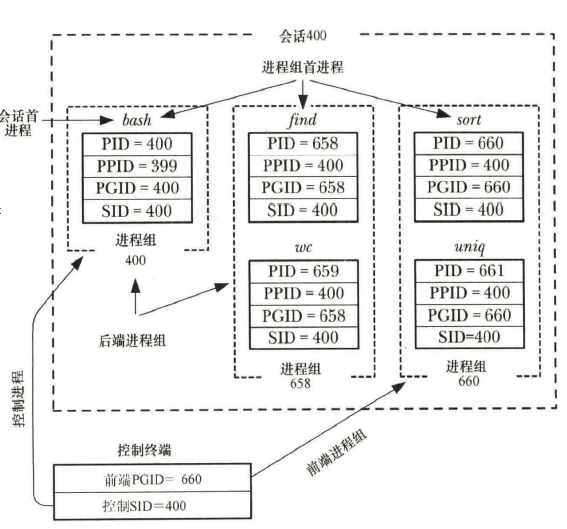 会话400
进程组首进程
会话首
进程
bash
PID = 400
PPID = 399
PGID = 400
SID = 400
进程组
400
find
PID = 658
PPID = 400
PGID = 658
SID = 400
wc
PID = 659
PPID = 400
PGID = 658
SID = 400
进程组
658
sort
PID = 660
PPID = 400
PGID = 660
SID = 400
uniq
PID = 661
PPID = 400
PGID = 660
SID=400
进程组
660
后端进程组
控制进程
前端进程组
控制终端
前端PGID= 660
控制SID=400